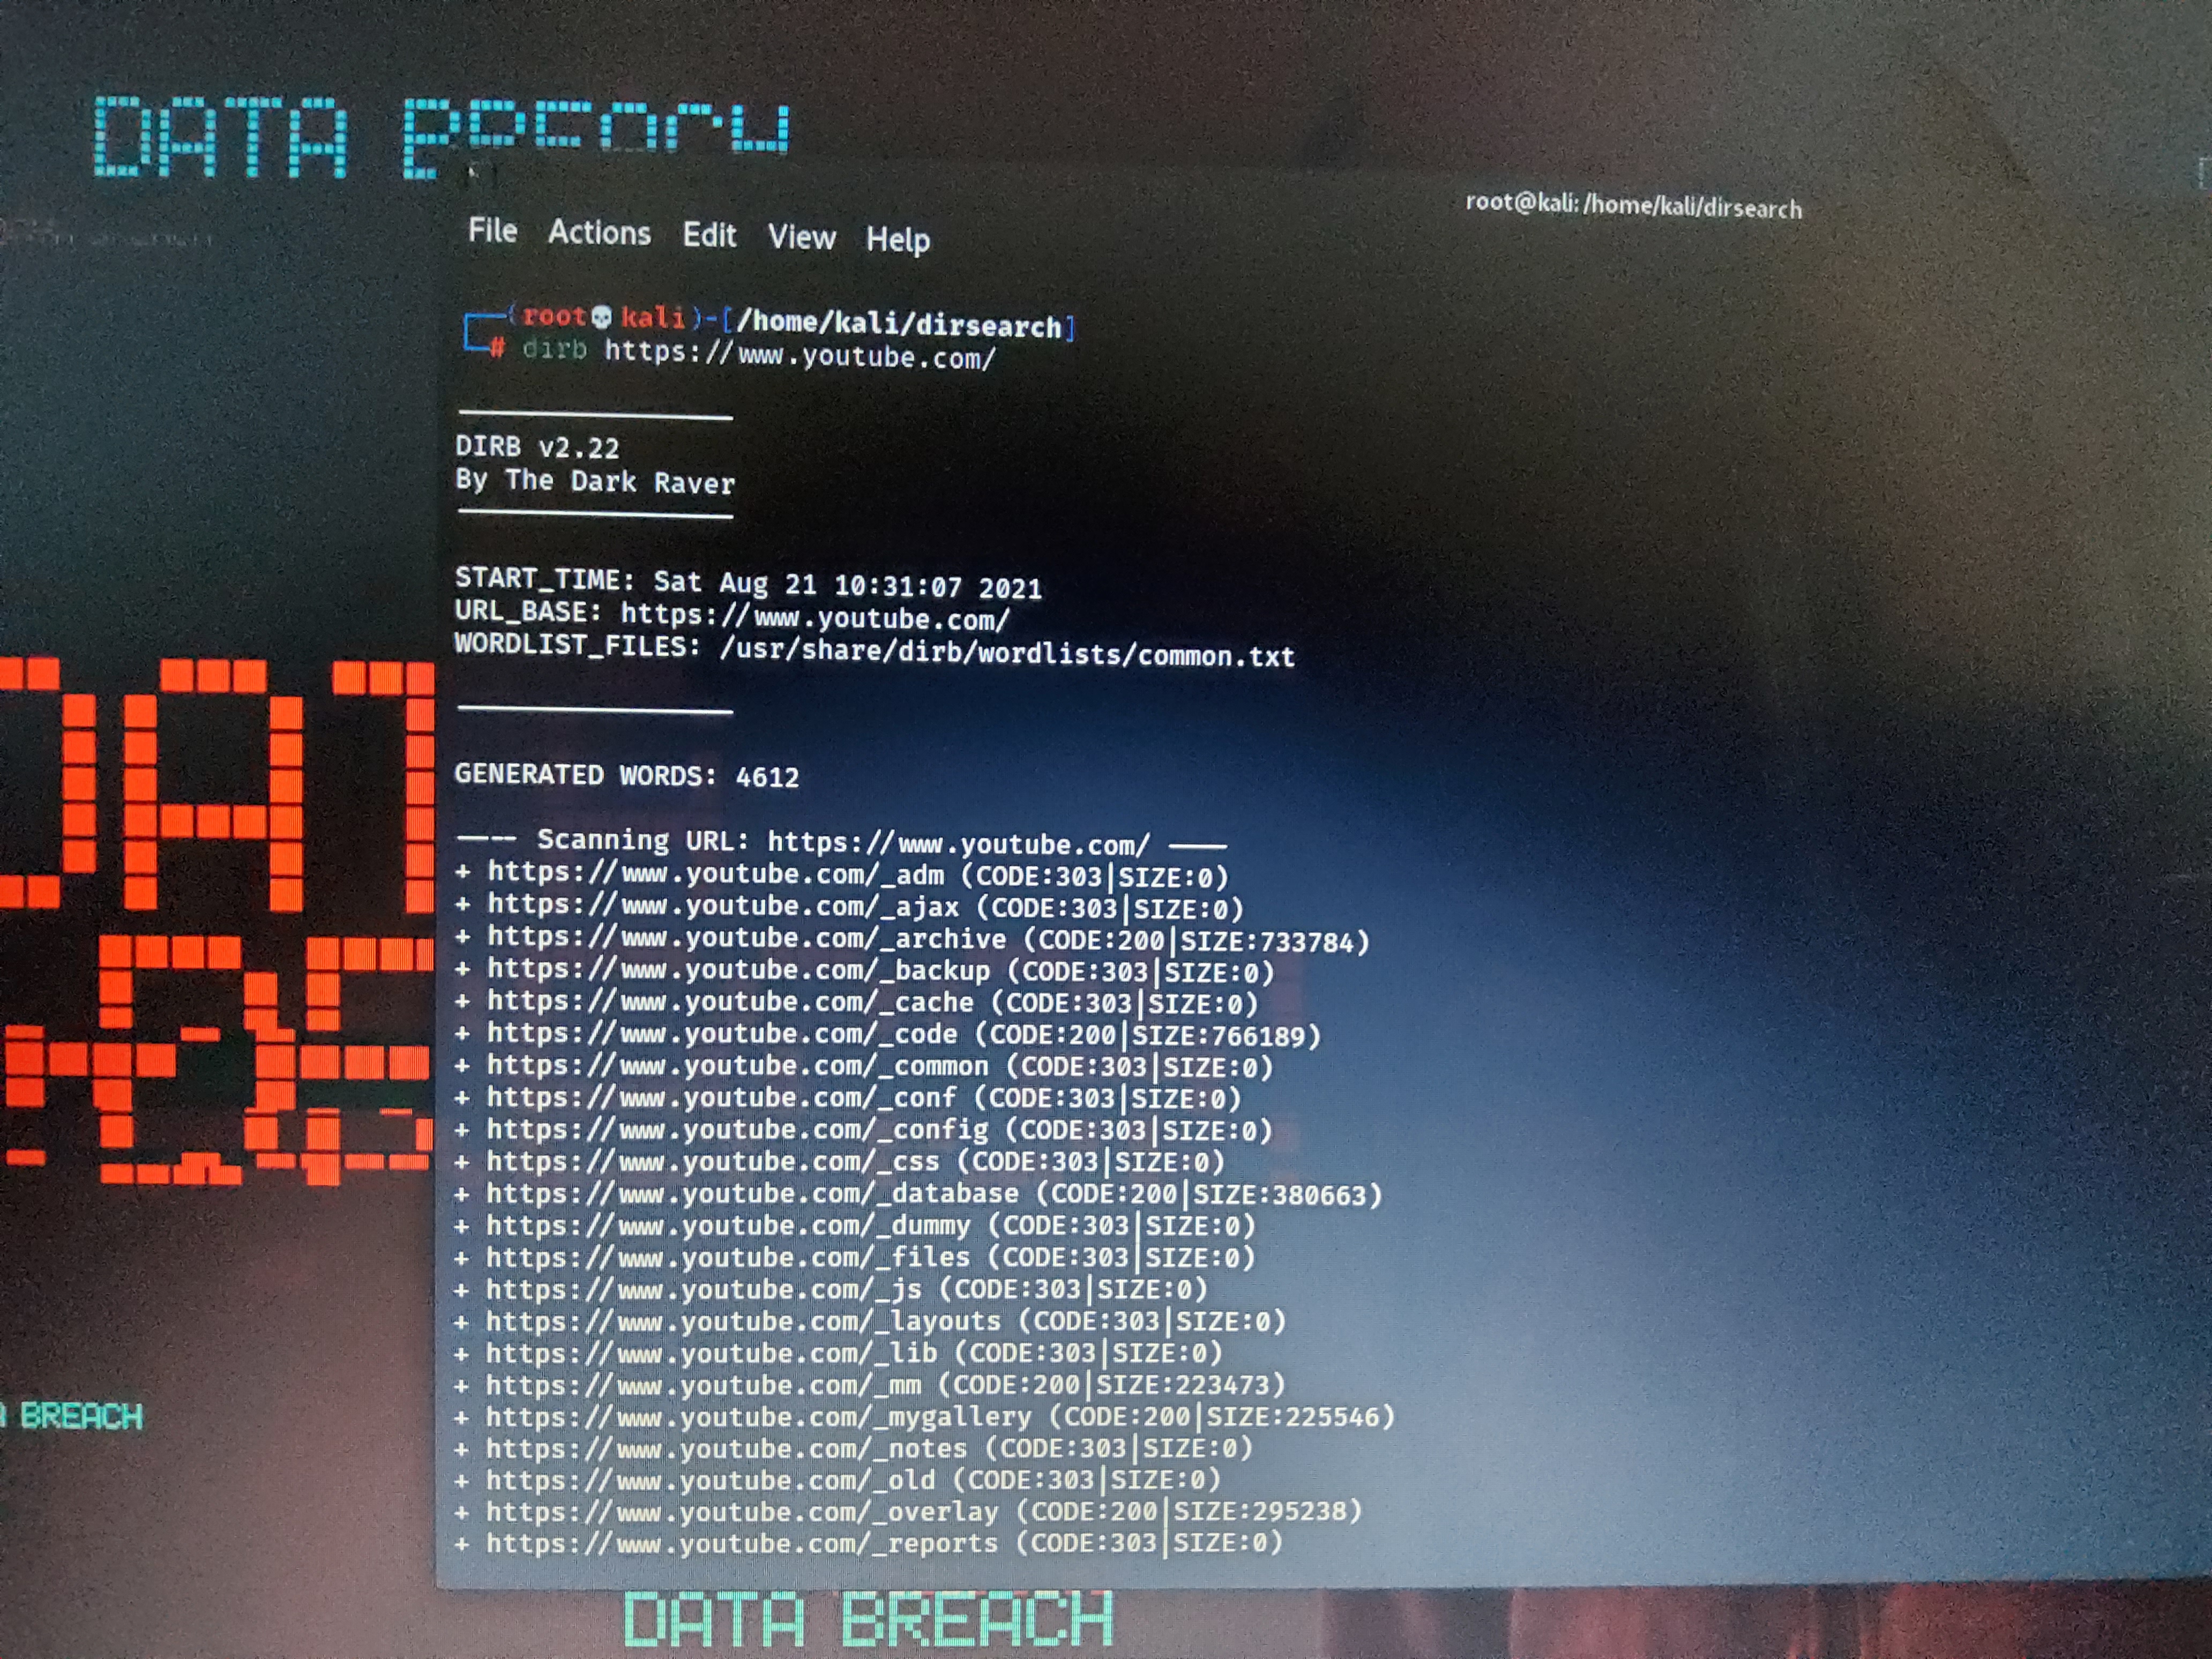 DATA
root@kali: /home/kali/dirsearch
File Actions Edit View Help
(root💀kali)-[/home/kali/dirsearch]
# dirb https://www.youtube.com/
DIRB v2.22
By The Dark Raver
START_TIME: Sat Aug 21 10:31:07 2021
URL_BASE: https://www.youtube.com/
WORDLIST_FILES: /usr/share/dirb/wordlists/common.txt
GENERATED WORDS: 4612
---- Scanning URL: https://www.youtube.com/ ----
+ https://www.youtube.com/_adm (CODE:303|SIZE:0)
+ https://www.youtube.com/_ajax (CODE:303|SIZE:0)
+ https://www.youtube.com/_archive (CODE:200|SIZE:733784)
+ https://www.youtube.com/_backup (CODE:303|SIZE:0)
+ https://www.youtube.com/_cache (CODE:303|SIZE:0)
+ https://www.youtube.com/_code (CODE:200|SIZE:766189)
+ https://www.youtube.com/_common (CODE:303|SIZE:0)
+ https://www.youtube.com/_conf (CODE:303|SIZE:0)
+ https://www.youtube.com/_config (CODE:303|SIZE:0)
+ https://www.youtube.com/_css (CODE:303|SIZE:0)
+ https://www.youtube.com/_database (CODE:200|SIZE:380663)
+ https://www.youtube.com/_dummy (CODE:303|SIZE:0)
+ https://www.youtube.com/_files (CODE:303|SIZE:0)
+ https://www.youtube.com/_js (CODE:303|SIZE:0)
+ https://www.youtube.com/_layouts (CODE:303|SIZE:0)
+ https://www.youtube.com/_lib (CODE:303|SIZE:0)
+ https://www.youtube.com/_mm (CODE:200|SIZE:223473)
+ https://www.youtube.com/_mygallery (CODE:200|SIZE:225546)
+ https://www.youtube.com/_notes (CODE:303|SIZE:0)
+ https://www.youtube.com/_old (CODE:303|SIZE:0)
+ https://www.youtube.com/_overlay (CODE:200|SIZE:295238)
+ https://www.youtube.com/_reports (CODE:303|SIZE:0)
BREACH
DATA BREACH